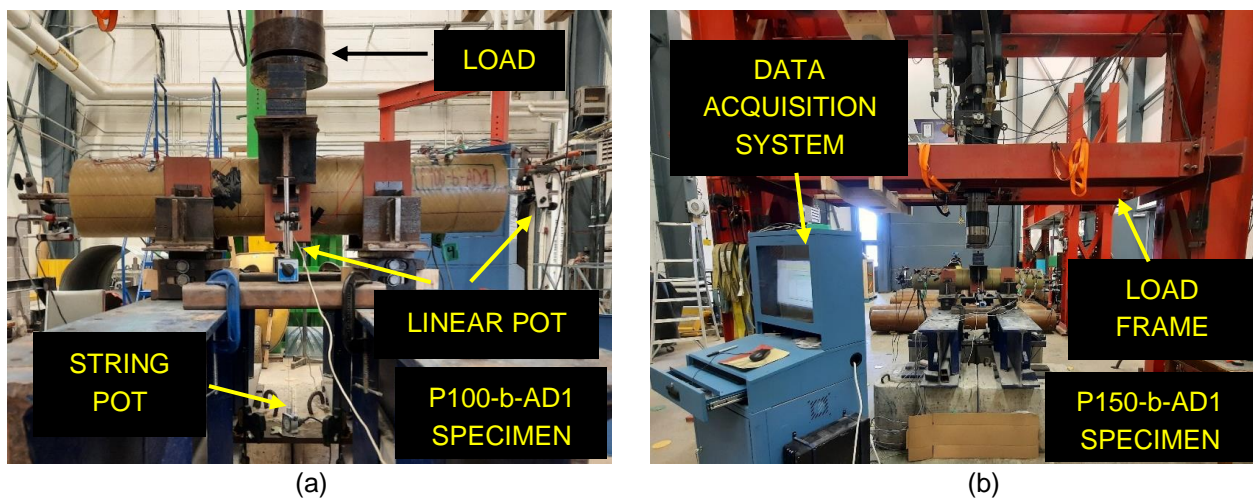 LOAD
LINEAR POT
STRING
POT
P100-b-AD1
SPECIMEN
(a)
DATA
ACQUISITION
SYSTEM
LOAD
FRAME
P150-b-AD1
SPECIMEN
(b)